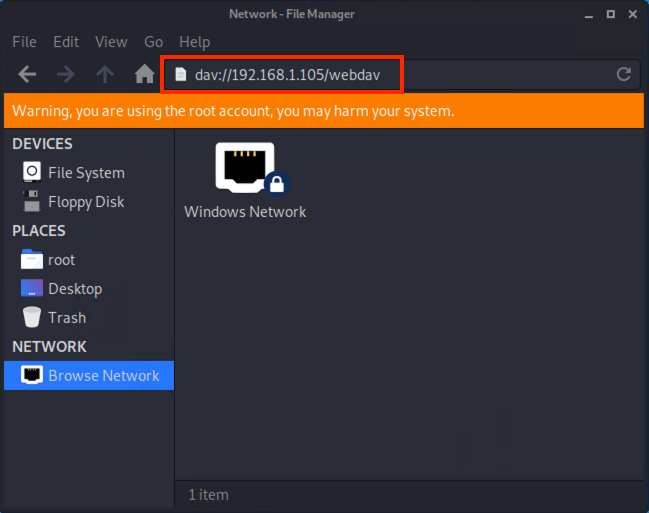 Network - File Manager
File Edit View Go Help
dav://192.168.1.105/webdav
Warning, you are using the root account, you may harm your system.
DEVICES
File System
Floppy Disk
PLACES
root
Desktop
Trash
NETWORK
Browse Network
Windows Network
1 item